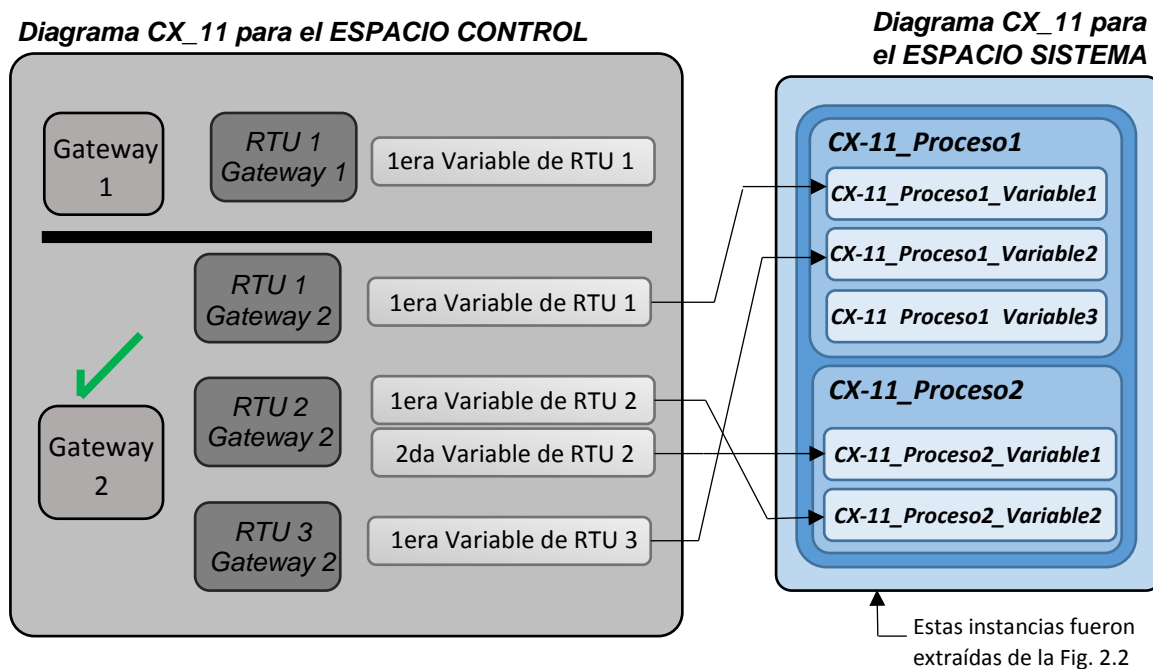 Diagrama CX_11 para el ESPACIO CONTROL
Diagrama CX_11 para
el ESPACIO SISTEMA
Gateway
1
RTU 1
Gateway 1
1era Variable de RTU 1
RTU 1
Gateway 2
1era Variable de RTU 1
Gateway
2
RTU 2
Gateway 2
1era Variable de RTU 2
2da Variable de RTU 2
RTU 3
Gateway 2
1era Variable de RTU 3
CX-11_Proceso1
CX-11_Proceso1_Variable1
CX-11_Proceso1_Variable2
CX-11 Proceso1 Variable3
CX-11_Proceso2
CX-11_Proceso2_Variable1
CX-11_Proceso2_Variable2
Estas instancias fueron
extraídas de la Fig. 2.2